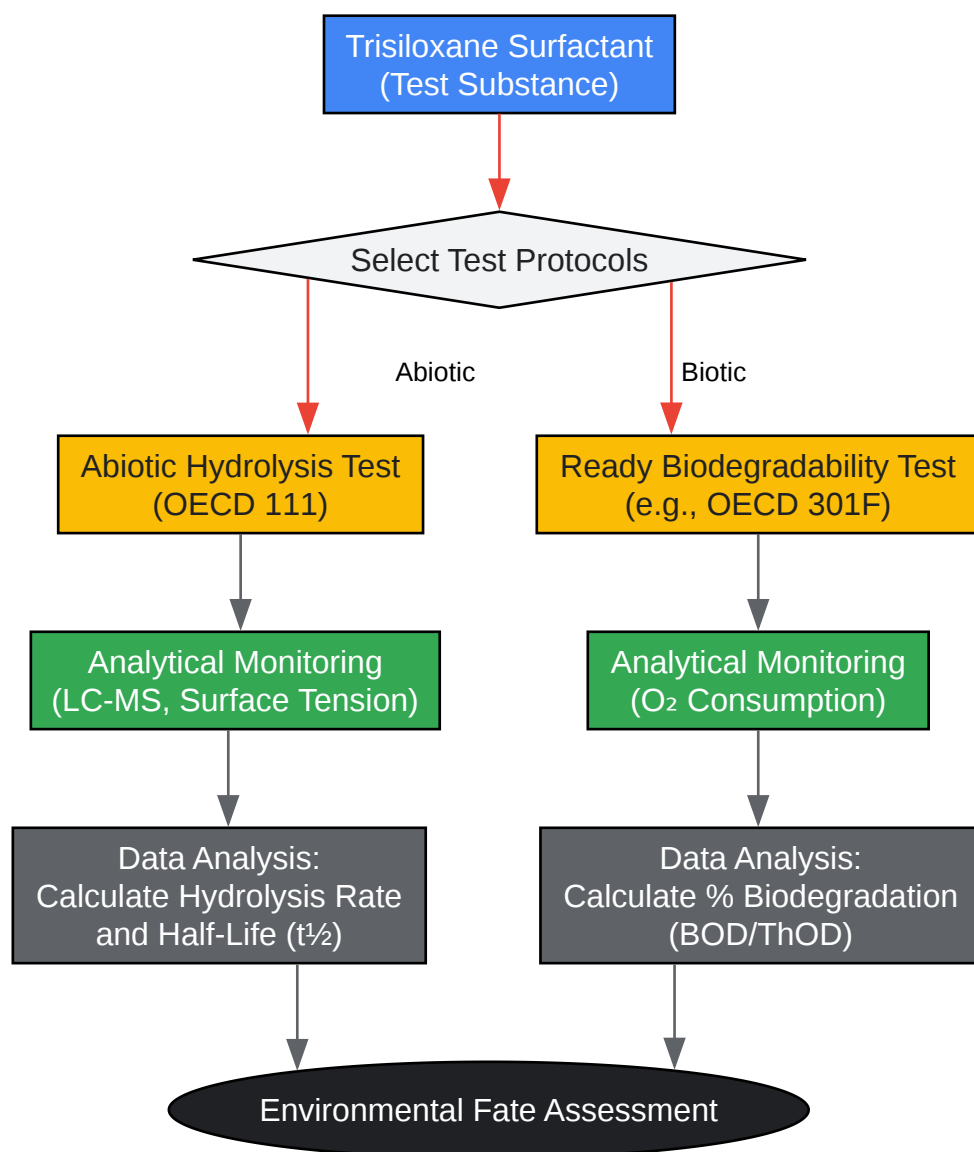 Trisiloxane Surfactant
(Test Substance)
Select Test Protocols
Abiotic
Biotic
Abiotic Hydrolysis Test
(OECD 111)
Ready Biodegradability Test
(e.g., OECD 301F)
Analytical Monitoring
(LC-MS, Surface Tension)
Analytical Monitoring
(O₂ Consumption)
Data Analysis:
Calculate Hydrolysis Rate
and Half-Life (t½)
Data Analysis:
Calculate % Biodegradation
(BOD/ThOD)
Environmental Fate Assessment